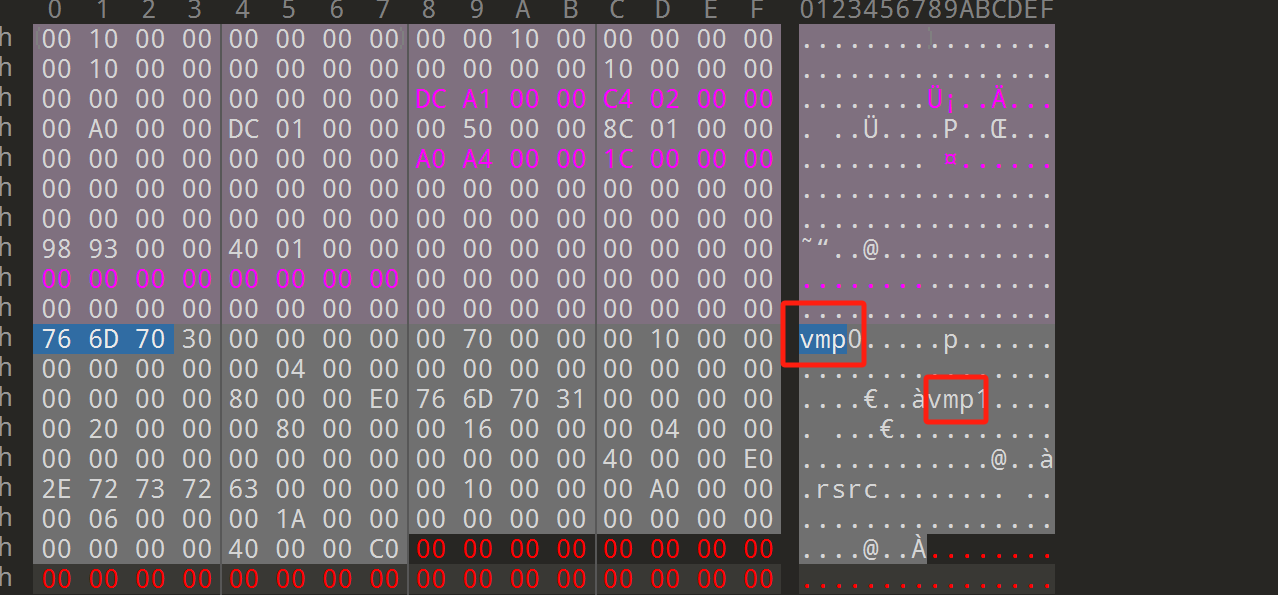 0 1 2 3 4 5 6 7 8 9 A B C D E F 0123456789ABCDEF
h 00 10 00 00 00 00 00 00 00 00 10 00 00 00 00 00 ................
h 00 10 00 00 00 00 00 00 00 00 00 00 10 00 00 00 ................
h 00 00 00 00 00 00 00 00 DC A1 00 00 C4 02 00 00 ........Ü¡..Ä...
h 00 A0 00 00 DC 01 00 00 00 50 00 00 8C 01 00 00 . ..Ü....P..Œ...
h 00 00 00 00 00 00 00 00 A0 A4 00 00 1C 00 00 00 ........ ¤......
h 00 00 00 00 00 00 00 00 00 00 00 00 00 00 00 00 ................
h 00 00 00 00 00 00 00 00 00 00 00 00 00 00 00 00 ................
h 98 93 00 00 40 01 00 00 00 00 00 00 00 00 00 00 ˜“..@...........
h 00 00 00 00 00 00 00 00 00 00 00 00 00 00 00 00 ................
h 00 00 00 00 00 00 00 00 00 00 00 00 00 00 00 00 ................
h 76 6D 70 30 00 00 00 00 00 70 00 00 00 10 00 00 vmp0.....p......
h 00 00 00 00 00 04 00 00 00 00 00 00 00 00 00 00 ................
h 00 00 00 00 80 00 00 E0 76 6D 70 31 00 00 00 00 ....€..àvmp1....
h 00 20 00 00 00 80 00 00 00 16 00 00 00 04 00 00 . ...€..........
h 00 00 00 00 00 00 00 00 00 00 00 00 40 00 00 E0 ............@..à
h 2E 72 73 72 63 00 00 00 00 10 00 00 00 A0 00 00 .rsrc........ ..
h 00 06 00 00 00 1A 00 00 00 00 00 00 00 00 00 00 ................
h 00 00 00 00 40 00 00 C0 00 00 00 00 00 00 00 00 ....@..À........
h 00 00 00 00 00 00 00 00 00 00 00 00 00 00 00 00 ................